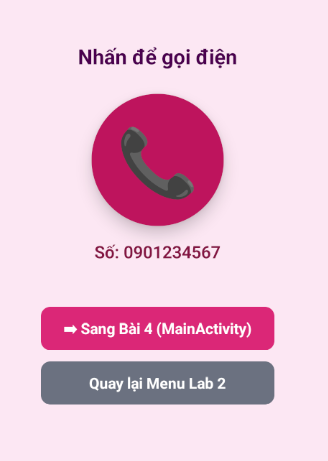 Nhấn để gọi điện
Số: 0901234567
➡ Sang Bài 4 (MainActivity)
Quay lại Menu Lab 2